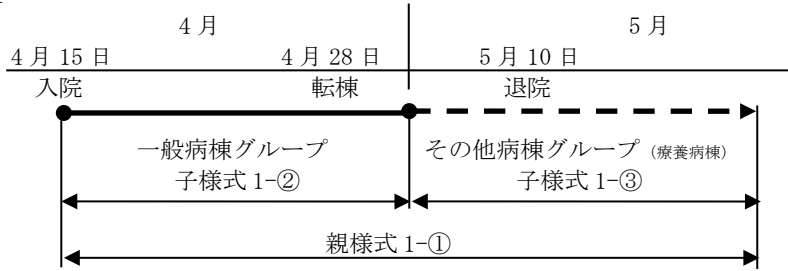 4月 5月
4月15日 4月28日 5月10日
入院 転棟 退院
一般病棟グループ その他病棟グループ (療養病棟)
子様式1-② 子様式1-③
親様式1-①